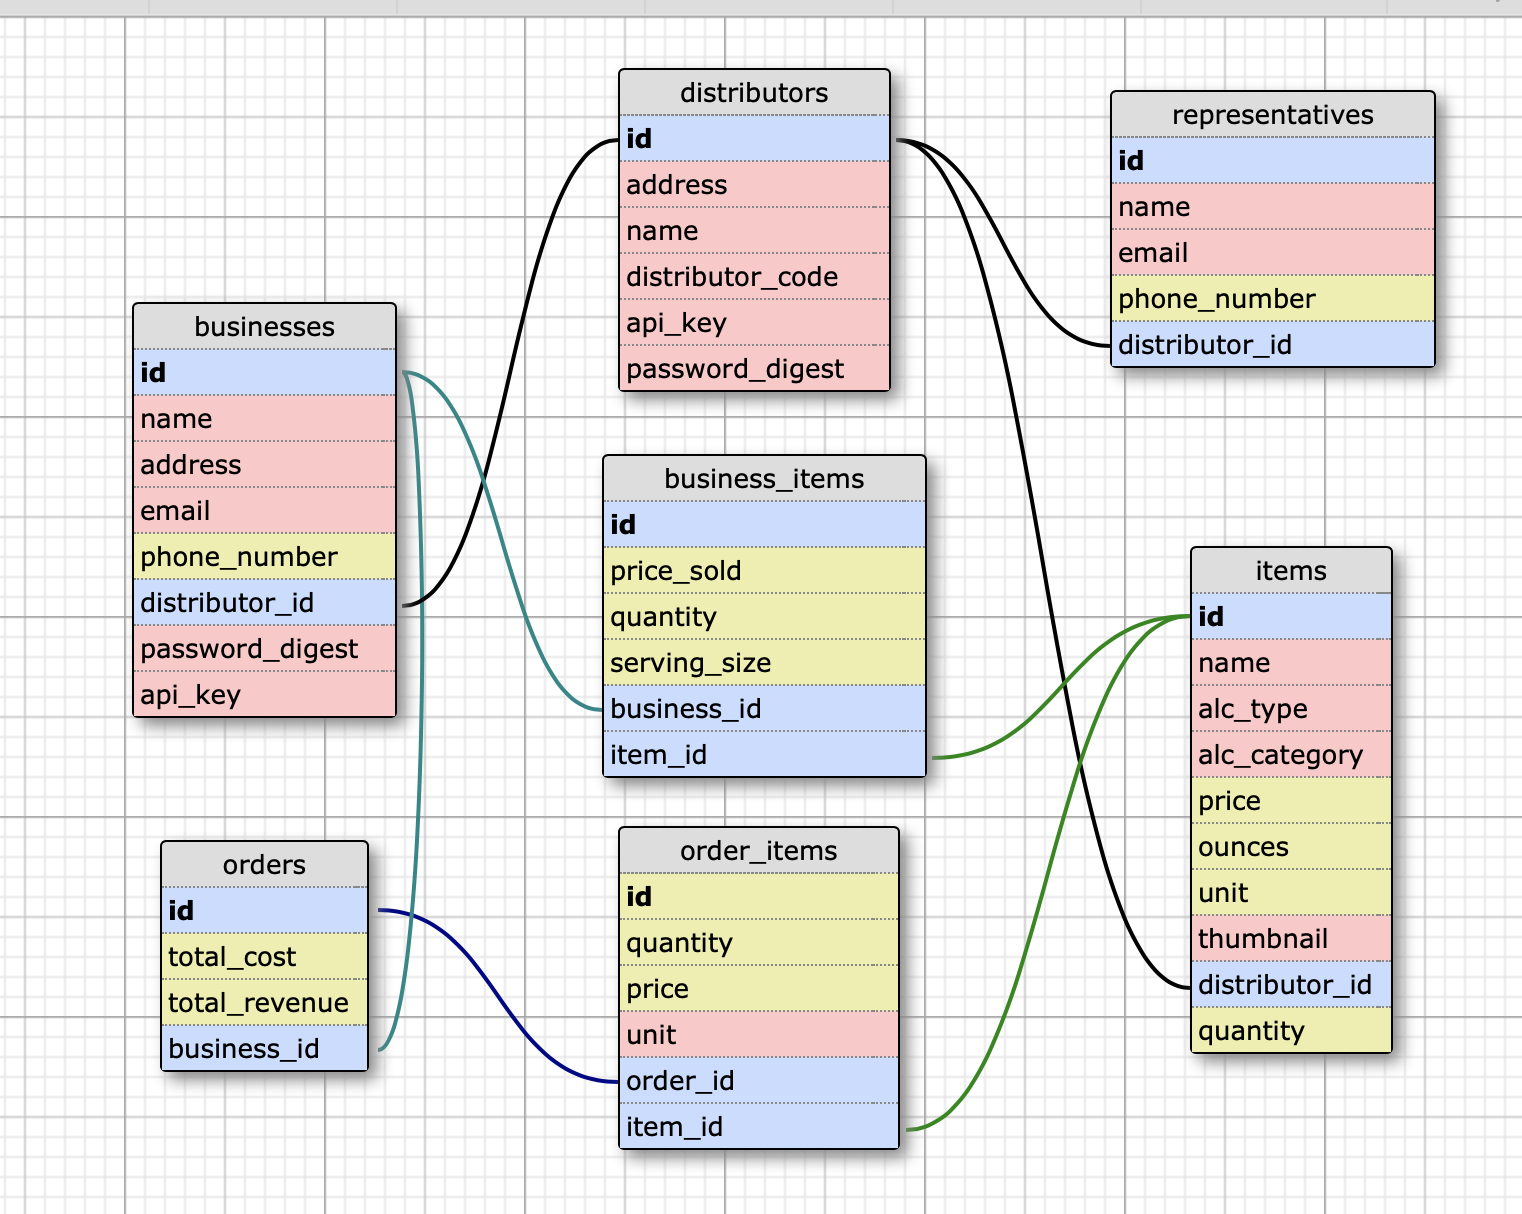 distributors
id
address
name
distributor_code
api_key
password_digest
representatives
id
name
email
phone_number
distributor_id
businesses
id
name
address
email
phone_number
distributor_id
password_digest
api_key
business_items
id
price_sold
quantity
serving_size
business_id
item_id
items
id
name
alc_type
alc_category
price
ounces
unit
thumbnail
distributor_id
quantity
orders
id
total_cost
total_revenue
business_id
order_items
id
quantity
price
unit
order_id
item_id